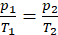 p₁/T₁ = p₂/T₂